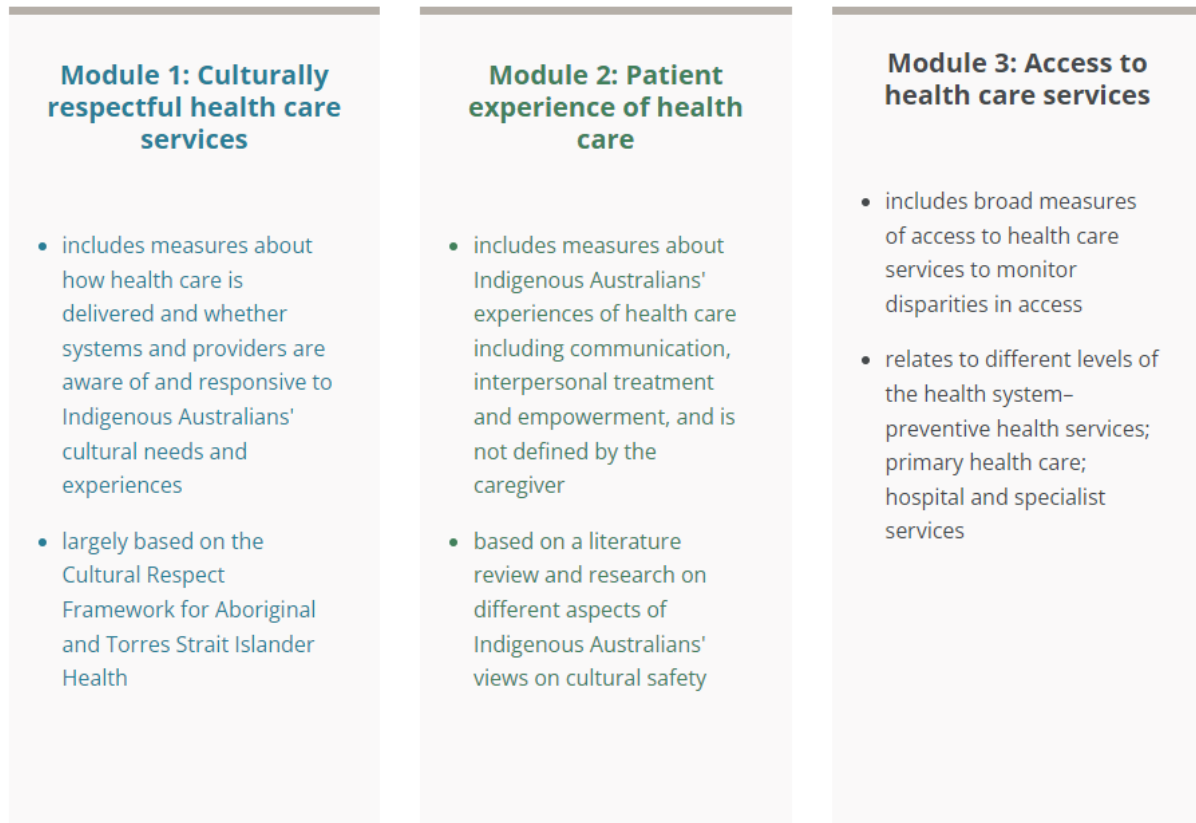 Module 1: Culturally
respectful health care
services
• includes measures about
how health care is
delivered and whether
systems and providers are
aware of and responsive to
Indigenous Australians'
cultural needs and
experiences
• largely based on the
Cultural Respect
Framework for Aboriginal
and Torres Strait Islander
Health
Module 2: Patient
experience of health
care
• includes measures about
Indigenous Australians'
experiences of health care
including communication,
interpersonal treatment
and empowerment, and is
not defined by the
caregiver
• based on a literature
review and research on
different aspects of
Indigenous Australians'
views on cultural safety
Module 3: Access to
health care services
• includes broad measures
of access to health care
services to monitor
disparities in access
• relates to different levels of
the health system–
preventive health services;
primary health care;
hospital and specialist
services